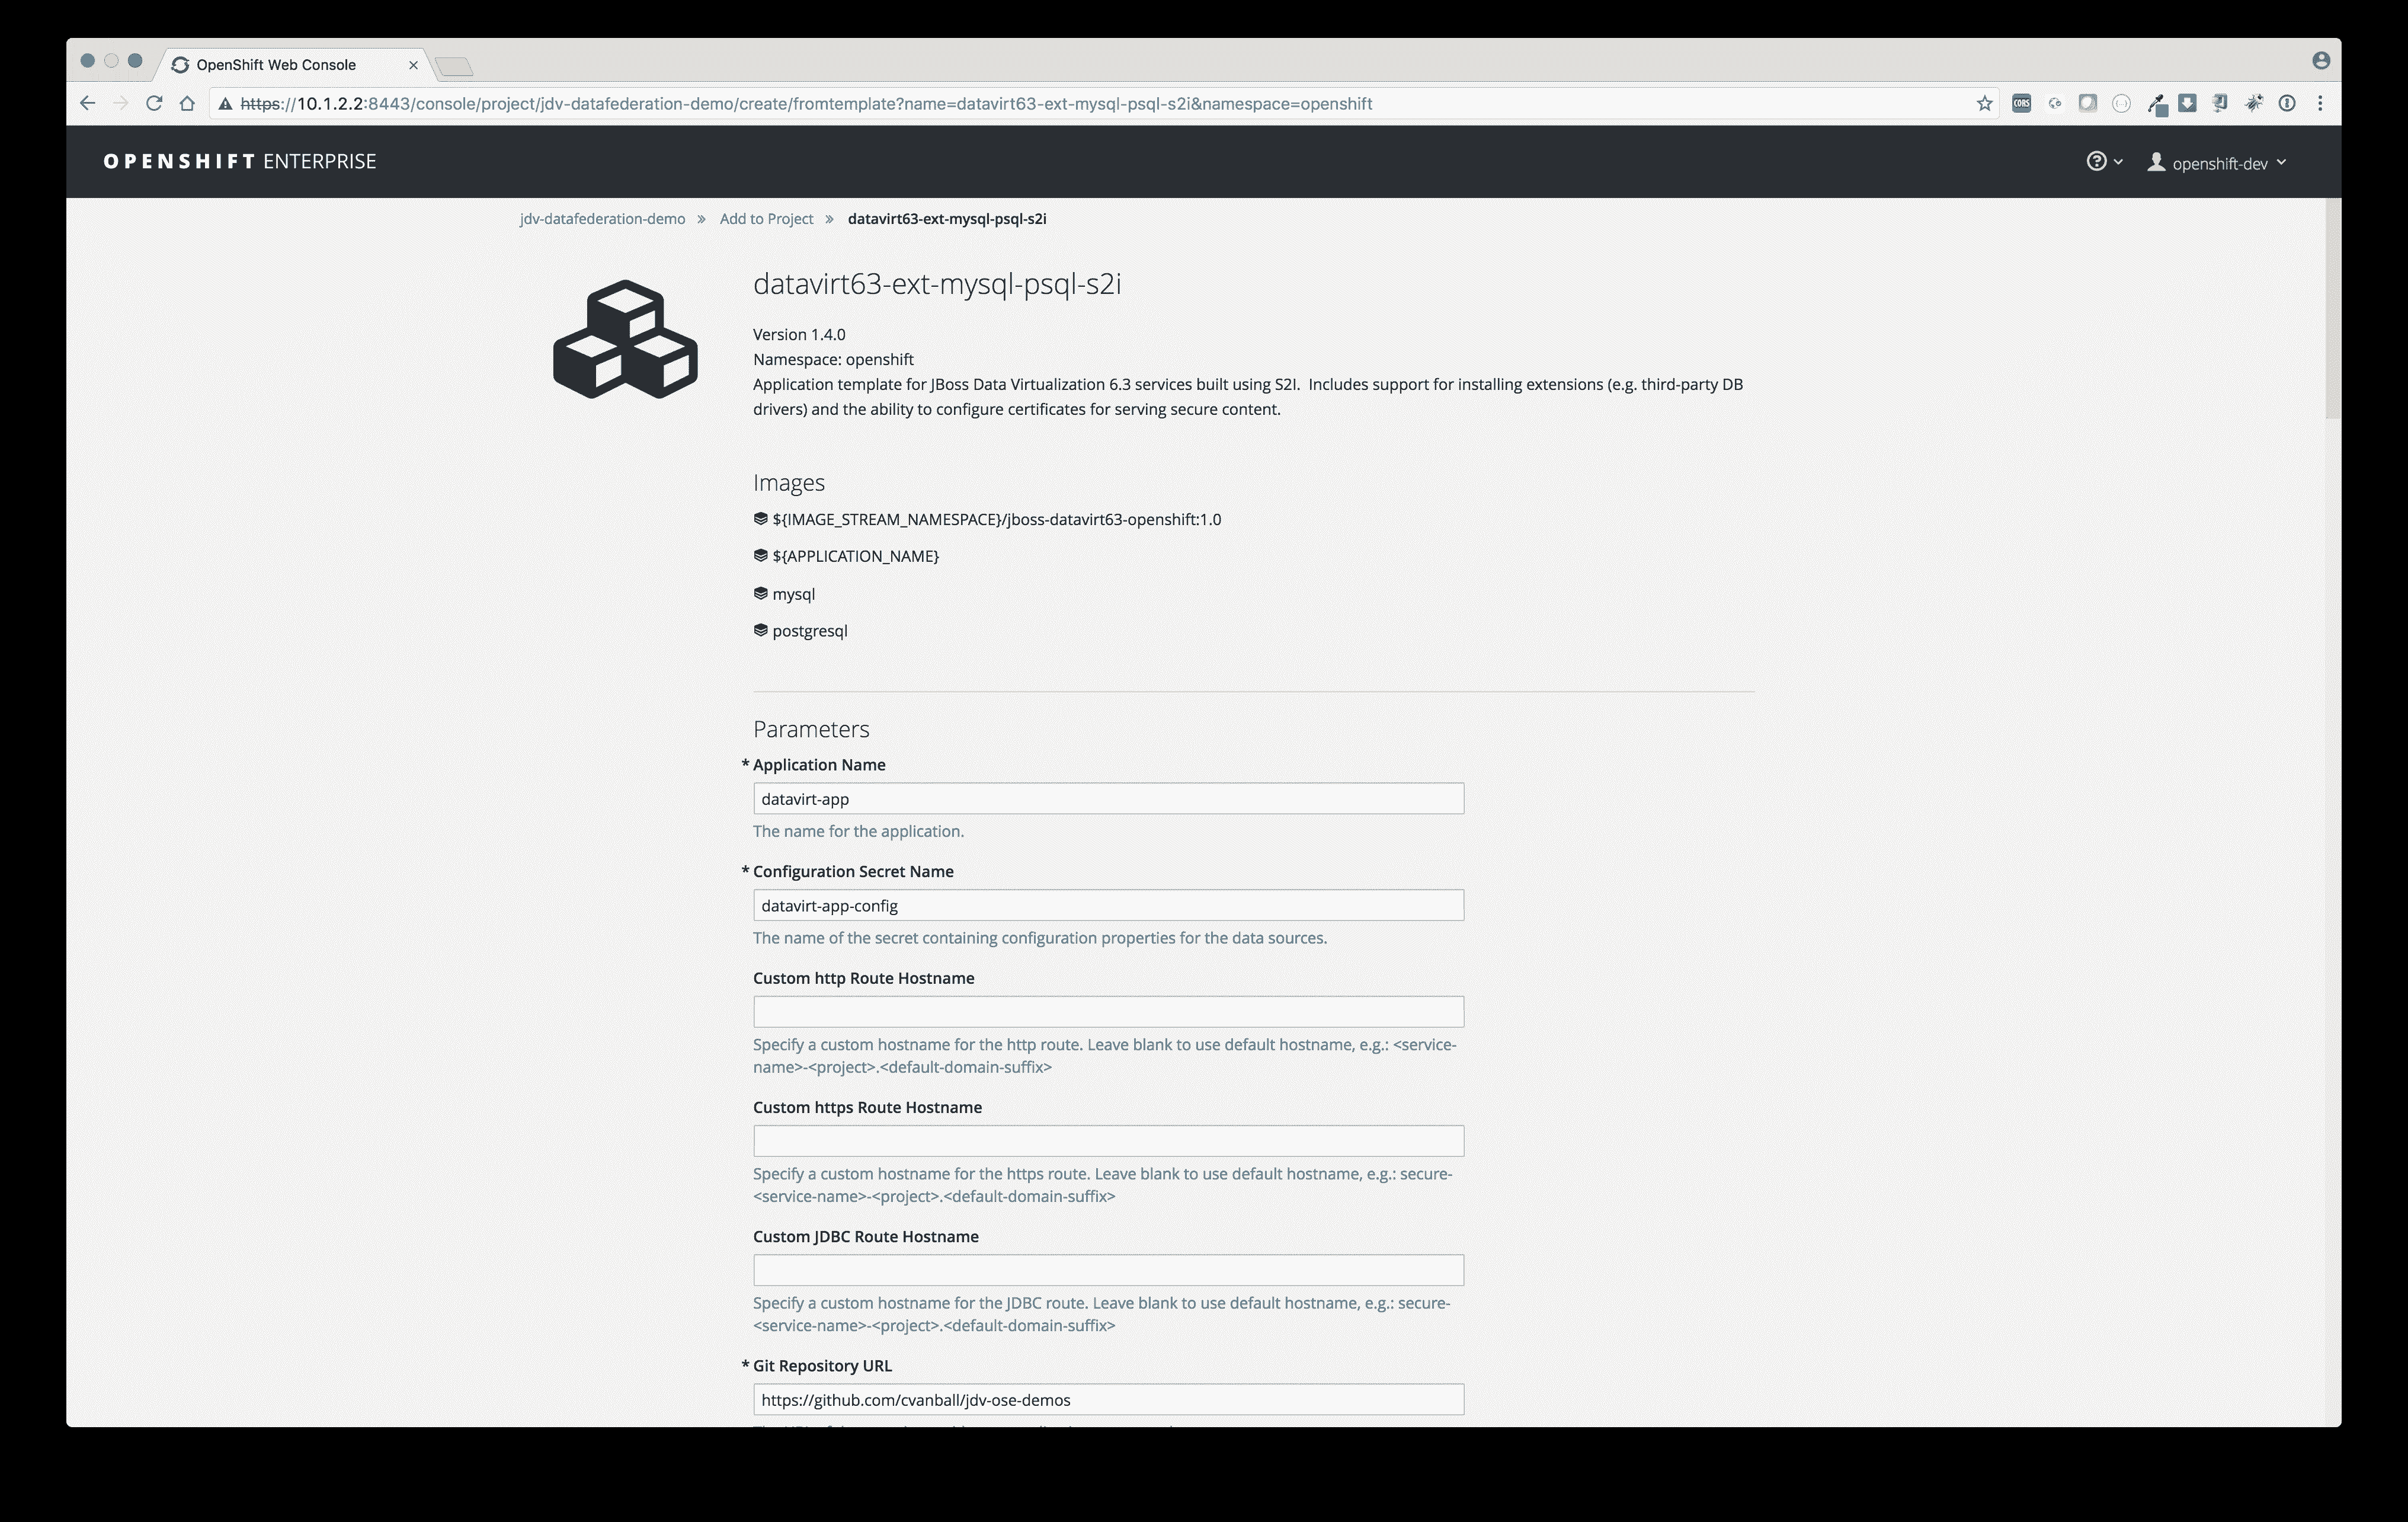 OpenShift Web Console
https://10.1.2.2:8443/console/project/jdv-datafederation-demo/create/fromtemplate?name=datavirt63-ext-mysql-psql-s2i&namespace=openshift
CORS
OPENSHIFT ENTERPRISE
openshift-dev
jdv-datafederation-demo » Add to Project » datavirt63-ext-mysql-psql-s2i
datavirt63-ext-mysql-psql-s2i
Version 1.4.0
Namespace: openshift
Application template for JBoss Data Virtualization 6.3 services built using S2I. Includes support for installing extensions (e.g. third-party DB
drivers) and the ability to configure certificates for serving secure content.
Images
${IMAGE_STREAM_NAMESPACE}/jboss-datavirt63-openshift:1.0
${APPLICATION_NAME}
mysql
postgresql
Parameters
* Application Name
datavirt-app
The name for the application.
* Configuration Secret Name
datavirt-app-config
The name of the secret containing configuration properties for the data sources.
Custom http Route Hostname
Specify a custom hostname for the http route. Leave blank to use default hostname, e.g.: <service-
name>-<project>.<default-domain-suffix>
Custom https Route Hostname
Specify a custom hostname for the https route. Leave blank to use default hostname, e.g.: secure-
<service-name>-<project>.<default-domain-suffix>
Custom JDBC Route Hostname
Specify a custom hostname for the JDBC route. Leave blank to use default hostname, e.g.: secure-
<service-name>-<project>.<default-domain-suffix>
* Git Repository URL
https://github.com/cvanball/jdv-ose-demos